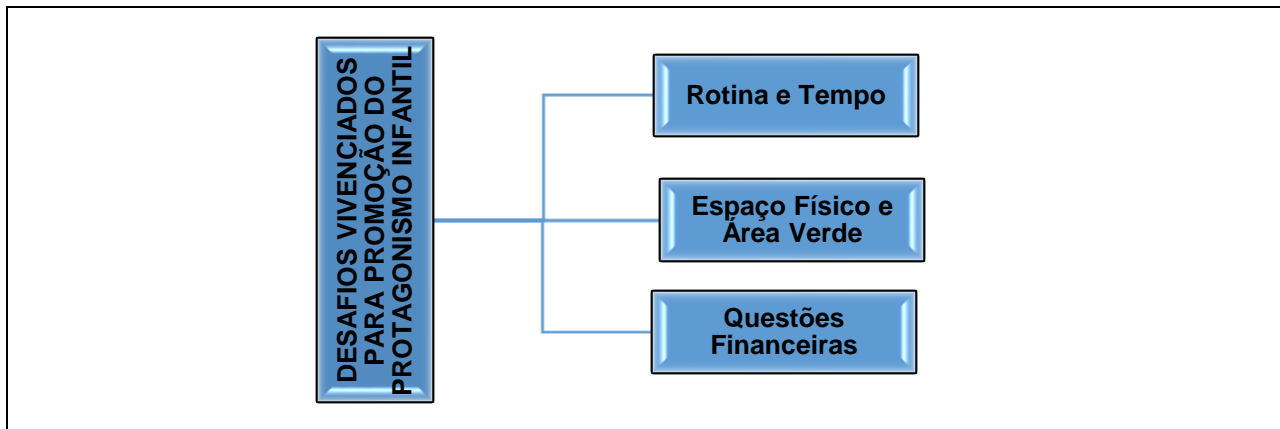 DESAFIOS VIVENCIADOS
PARA PROMOÇÃO DO
PROTAGONISMO INFANTIL
Rotina e Tempo
Espaço Físico e
Área Verde
Questões
Financeiras